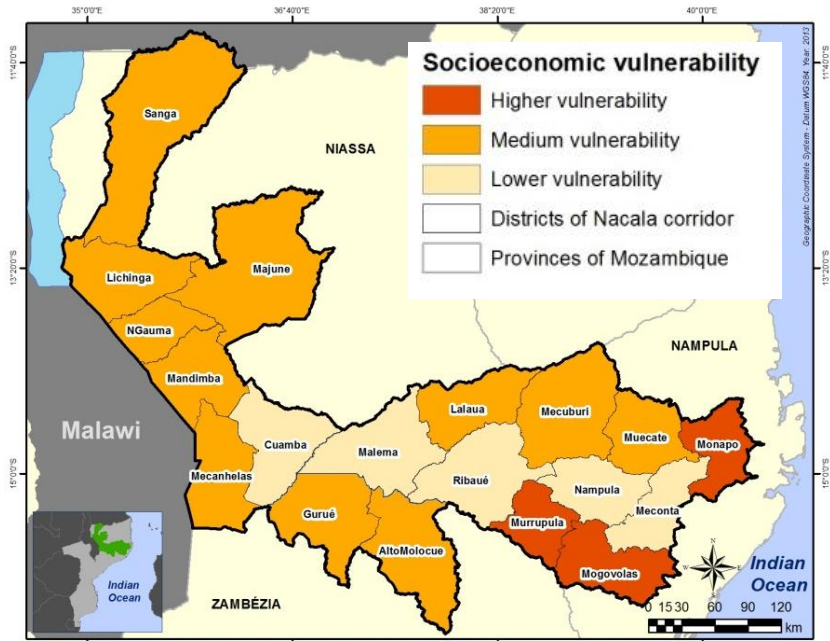 35°0'0"E
36°40'0"E
38°20'0"E
40°0'0"E
11°40'0"S
11°40'0"S
13°20'0"S
13°20'0"S
15°0'0"S
15°0'0"S
Geographic Coordinate System - Datum WGS84. Year. 2013
Socioeconomic vulnerability
Higher vulnerability
Medium vulnerability
Lower vulnerability
Districts of Nacala corridor
Provinces of Mozambique
Sanga
NIASSA
Lichinga
Majune
NGauma
Mandimba
NAMPULA
Malawi
Cuamba
Malema
Lalaua
Mecuburi
Muecate
Monapo
Mecanhelas
Ribaué
Nampula
Meconta
Gurué
AltoMolocue
Murrupula
Mogovolas
ZAMBÉZIA
Indian
Ocean
N
W
E
S
Indian
Ocean
0 15 30 60 90 120
km